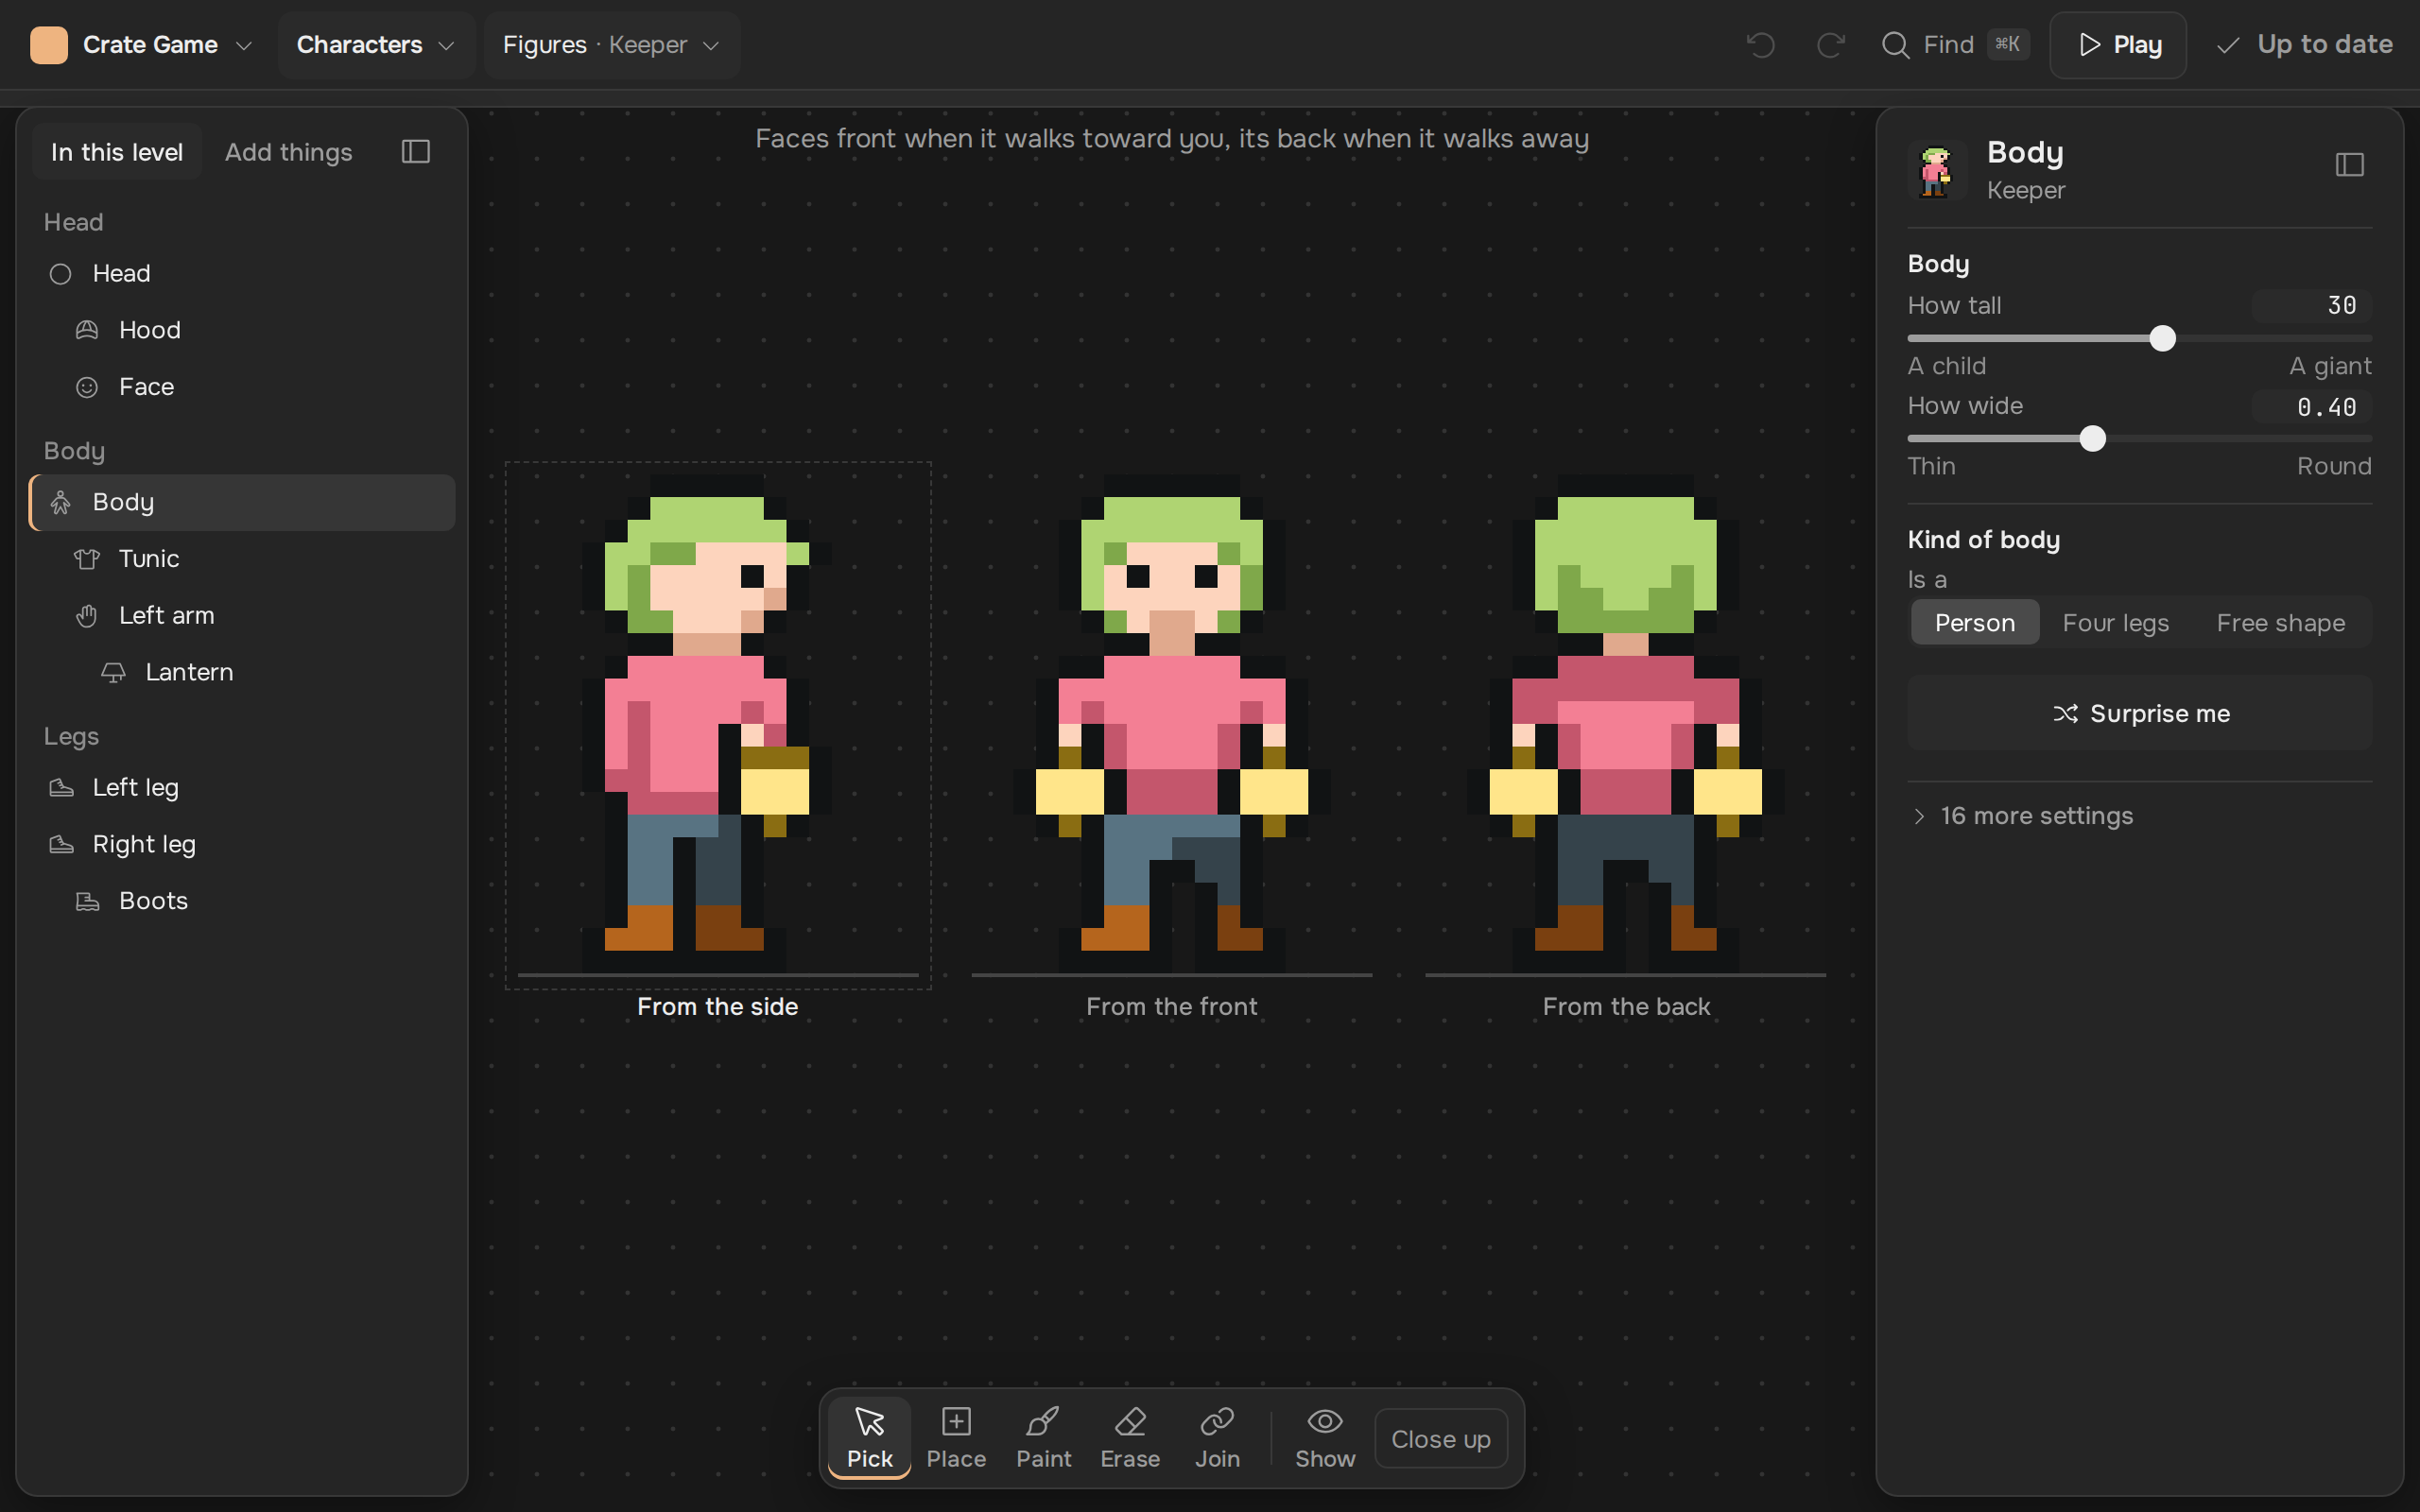 Crate Game
Characters
Figures · Keeper
Find ⌘K
Play
Up to date
In this level
Add things
Head
Head
Hood
Face
Body
Body
Tunic
Left arm
Lantern
Legs
Left leg
Right leg
Boots
Faces front when it walks toward you, its back when it walks away
From the side
From the front
From the back
Pick
Place
Paint
Erase
Join
Show
Close up
Body
Keeper
Body
How tall 30
A child A giant
How wide 0.40
Thin Round
Kind of body
Is a
Person Four legs Free shape
Surprise me
16 more settings